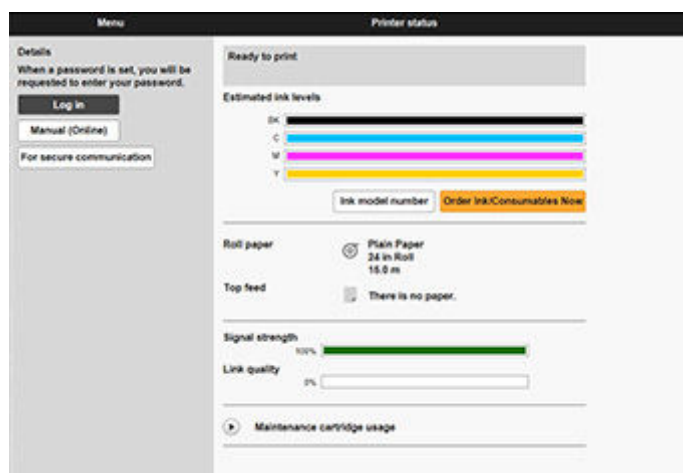 Menu
Printer status
Details
When a password is set, you will be
requested to enter your password.
Log in
Manual (Online)
For secure communication
Ready to print
Estimated ink levels
BK
C
M
Y
Ink model number
Order Ink/Consumables Now
Roll paper
Plain Paper
24 in Roll
15.0 m
Top feed
There is no paper.
Signal strength
100%
Link quality
0%
Maintenance cartridge usage